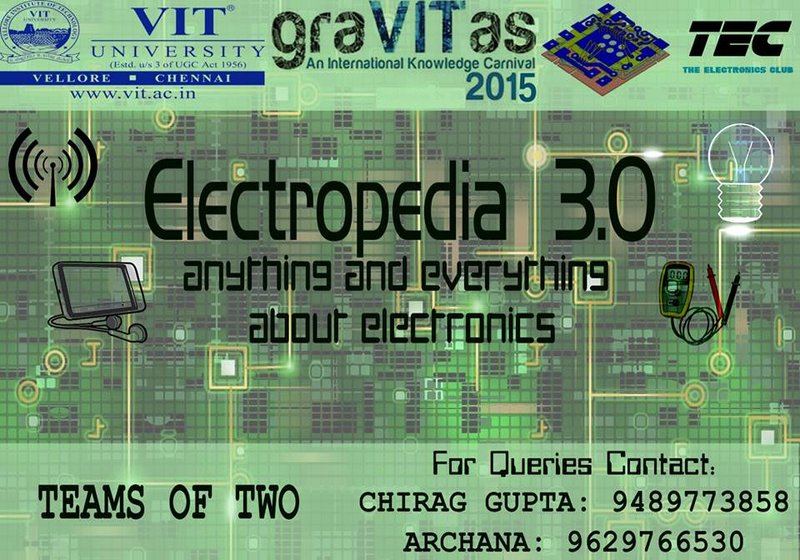 VIT
VIT®
UNIVERSITY
(Estd. u/s 3 of UGC Act 1956)
VELLORE ▪ CHENNAI
www.vit.ac.in
graVITas
An International Knowledge Carnival
2015
TEC
THE ELECTRONICS CLUB
Electropedia 3.0
anything and everything
about electronics
TEAMS OF TWO
For Queries Contact:
CHIRAG GUPTA: 9489773858
ARCHANA: 9629766530